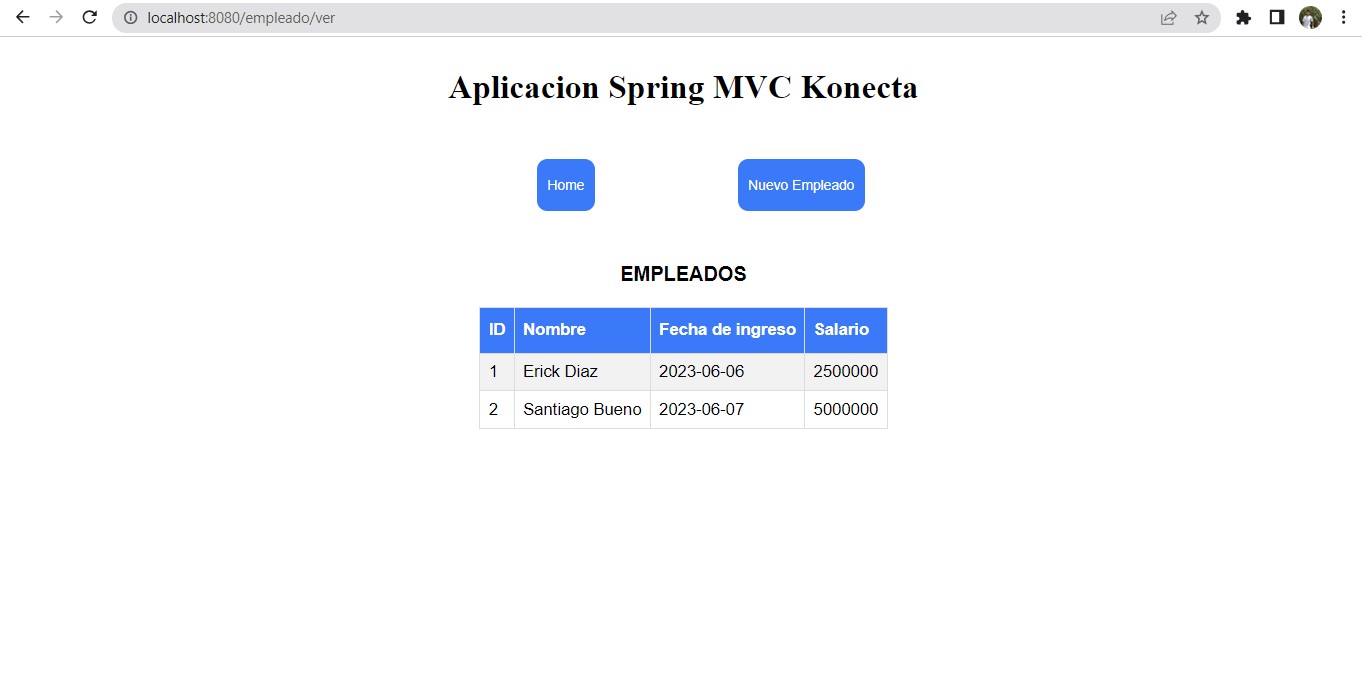 localhost:8080/empleado/ver
Aplicacion Spring MVC Konecta
Home Nuevo Empleado
EMPLEADOS
ID Nombre Fecha de ingreso Salario
1 Erick Diaz 2023-06-06 2500000
2 Santiago Bueno 2023-06-07 5000000